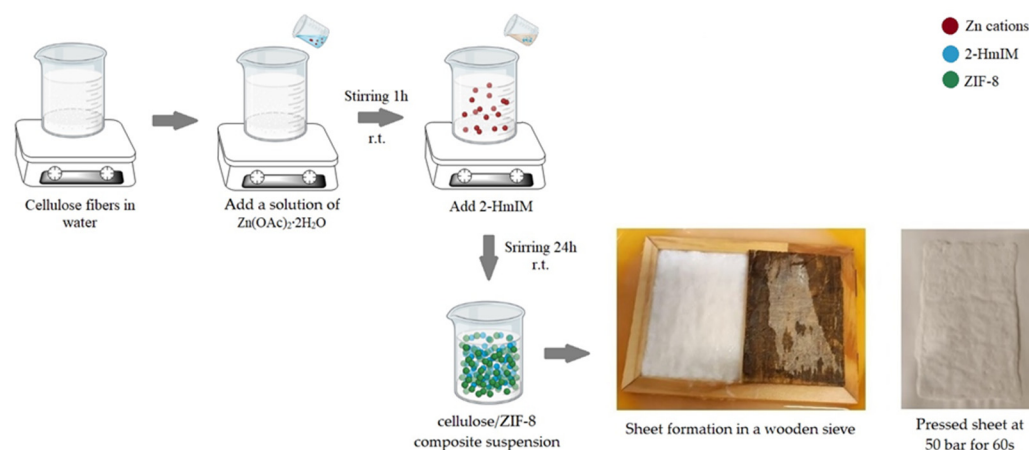 Zn cations
2-HmIM
ZIF-8
Stirring 1h
r.t.
Cellulose fibers in
water
Add a solution of
Zn(OAc)₂·2H₂O
Add 2-HmIM
Srirring 24h
r.t.
cellulose/ZIF-8
composite suspension
Sheet formation in a wooden sieve
Pressed sheet at
50 bar for 60s